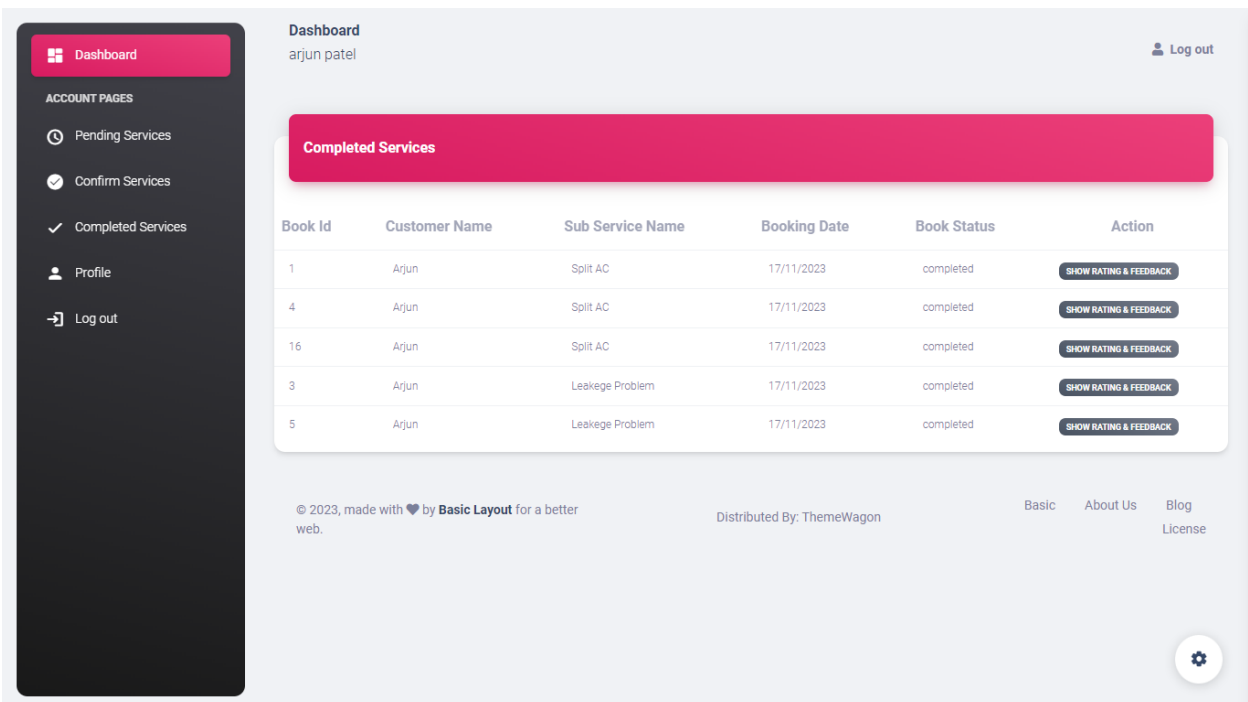 Dashboard
ACCOUNT PAGES
Pending Services
Confirm Services
Completed Services
Profile
Log out
Dashboard
arjun patel
Log out
Completed Services
Book Id Customer Name Sub Service Name Booking Date Book Status Action
1 Arjun Split AC 17/11/2023 completed SHOW RATING & FEEDBACK
4 Arjun Split AC 17/11/2023 completed SHOW RATING & FEEDBACK
16 Arjun Split AC 17/11/2023 completed SHOW RATING & FEEDBACK
3 Arjun Leakege Problem 17/11/2023 completed SHOW RATING & FEEDBACK
5 Arjun Leakege Problem 17/11/2023 completed SHOW RATING & FEEDBACK
© 2023, made with ♥ by Basic Layout for a better
web.
Distributed By: ThemeWagon
Basic About Us Blog
License